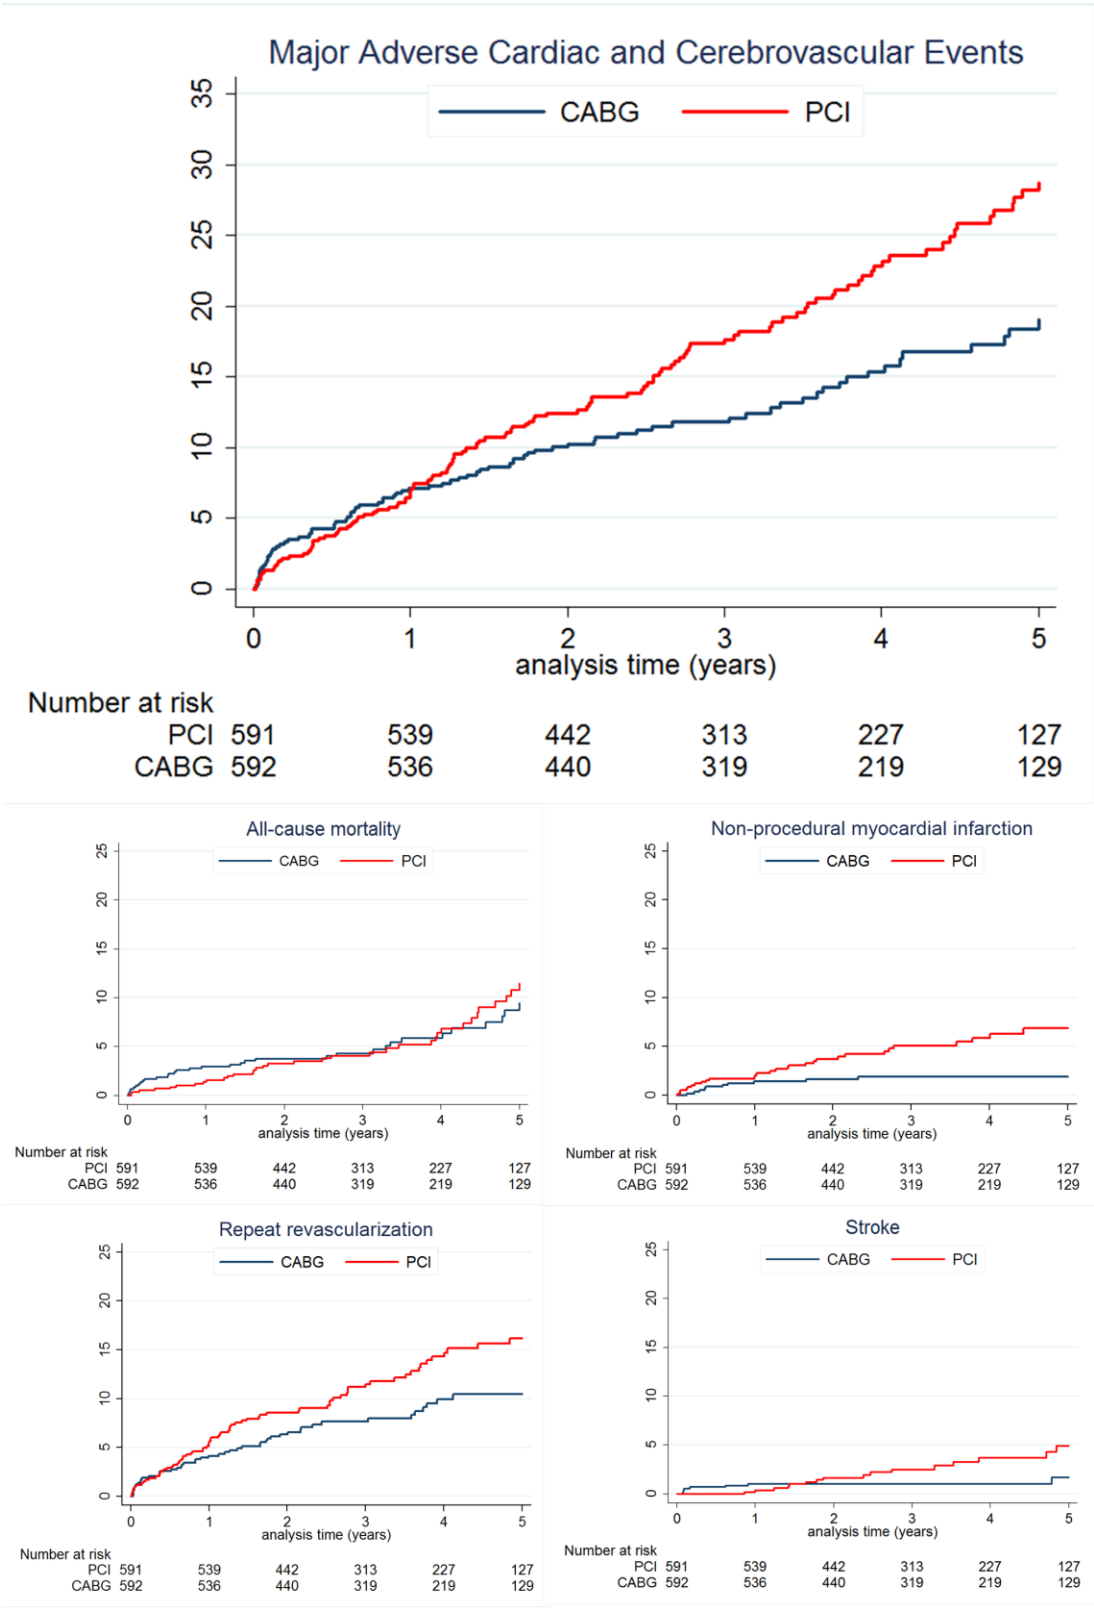 Major Adverse Cardiac and Cerebrovascular Events
CABG PCI
35
30
25
20
15
10
5
0
0 1 2 3 4 5
analysis time (years)
Number at risk
PCI 591 539 442 313 227 127
CABG 592 536 440 319 219 129
All-cause mortality
CABG PCI
25
20
15
10
5
0
0 1 2 3 4 5
analysis time (years)
Number at risk
PCI 591 539 442 313 227 127
CABG 592 536 440 319 219 129
Non-procedural myocardial infarction
CABG PCI
25
20
15
10
5
0
0 1 2 3 4 5
analysis time (years)
Number at risk
PCI 591 539 442 313 227 127
CABG 592 536 440 319 219 129
Repeat revascularization
CABG PCI
25
20
15
10
5
0
0 1 2 3 4 5
analysis time (years)
Number at risk
PCI 591 539 442 313 227 127
CABG 592 536 440 319 219 129
Stroke
CABG PCI
25
20
15
10
5
0
0 1 2 3 4 5
analysis time (years)
Number at risk
PCI 591 539 442 313 227 127
CABG 592 536 440 319 219 129